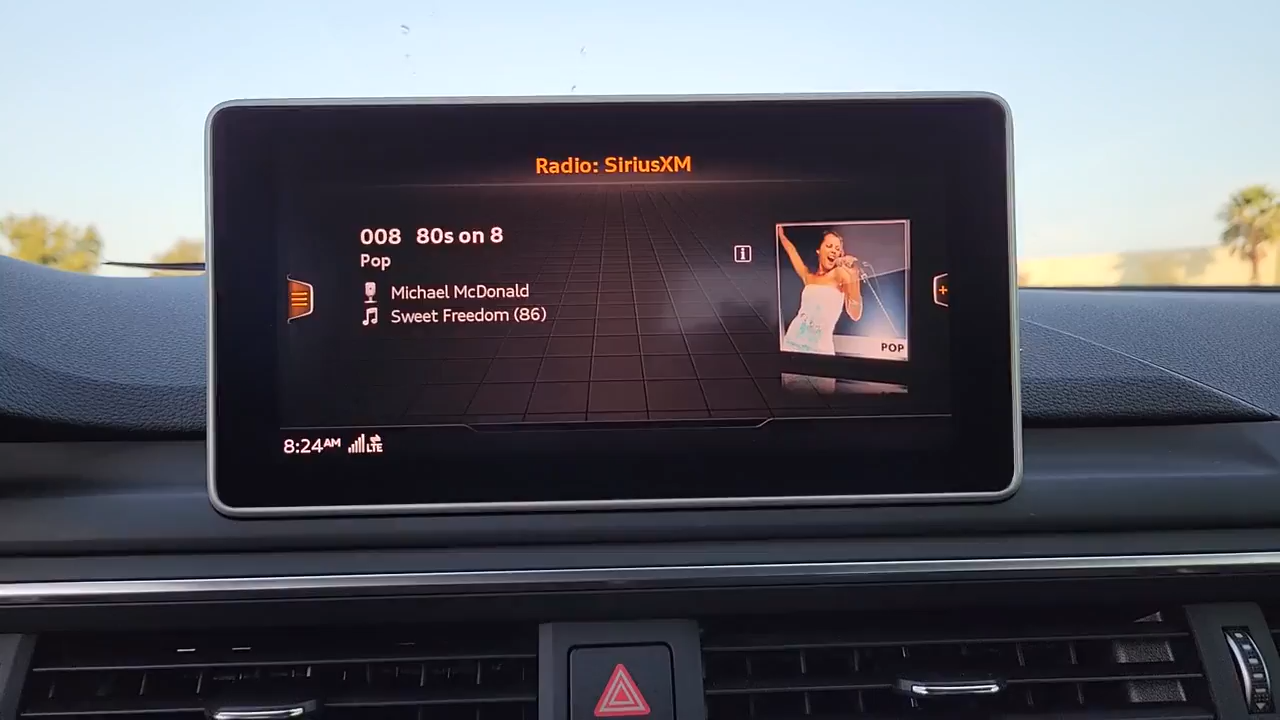 Radio: SiriusXM
008 80s on 8
Pop
Michael McDonald
Sweet Freedom (86)
POP
8:24AM LTE